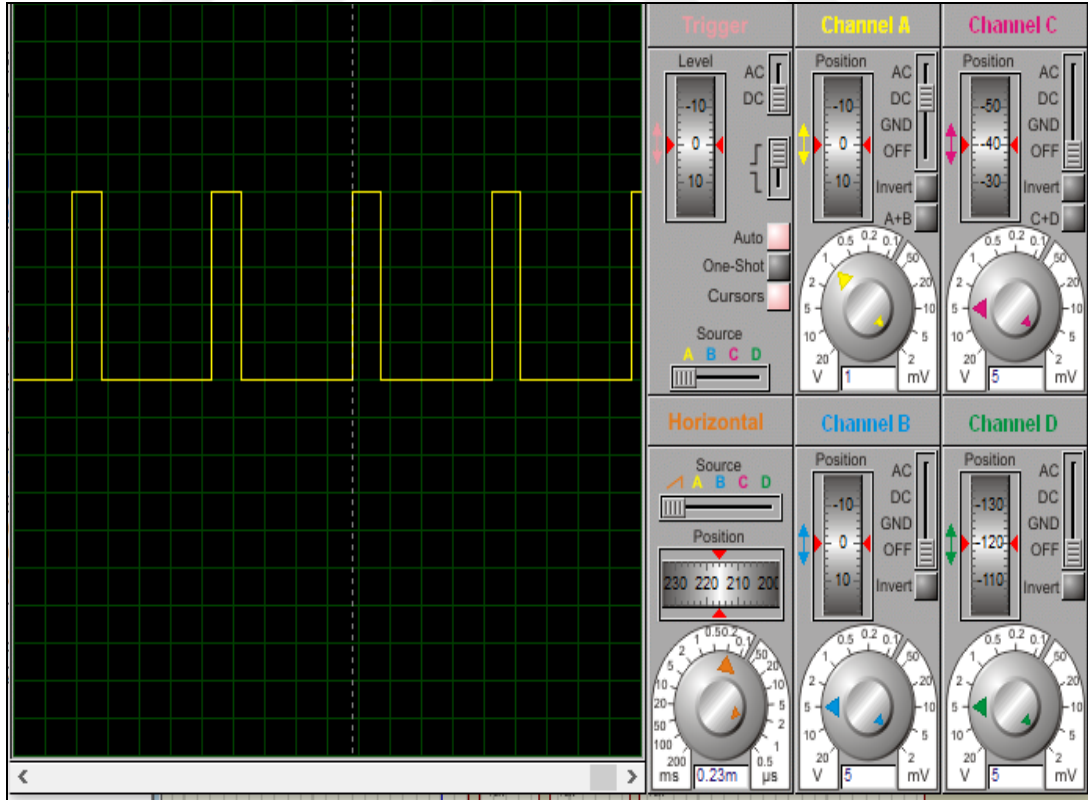 Trigger
Level
AC
DC
-10
0
10
Auto
One-Shot
Cursors
Source
A B C D
Channel A
Position
AC
DC
GND
OFF
-10
0
10
Invert
A+B
20 10 5 2 1 0.5 0.2 0.1 50 20 10 5 2
V 1 mV
Channel C
Position
AC
DC
GND
OFF
-50
-40
-30
Invert
C+D
20 10 5 2 1 0.5 0.2 0.1 50 20 10 5 2
V 5 mV
Horizontal
Source
A B C D
Position
230 220 210 200
200 100 50 20 10 5 2 1 0.5 0.2 0.1 50 20 10 5 2 1 0.5
ms 0.23m µs
Channel B
Position
AC
DC
GND
OFF
-10
0
10
Invert
20 10 5 2 1 0.5 0.2 0.1 50 20 10 5 2
V 5 mV
Channel D
Position
AC
DC
GND
OFF
-130
-120
-110
Invert
20 10 5 2 1 0.5 0.2 0.1 50 20 10 5 2
V 5 mV